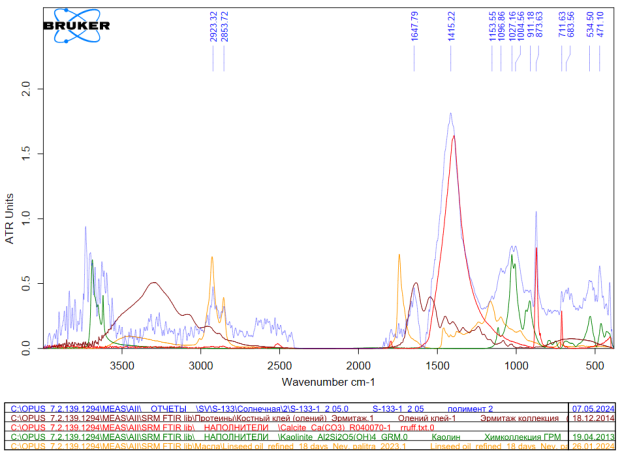 BRUKER
2923.32
2853.72
1647.79
1415.22
1153.55
1096.86
1027.16
1004.56
911.18
873.63
711.63
683.56
534.50
471.10
ATR Units
2.0
1.5
1.0
0.5
0.0
3500 3000 2500 2000 1500 1000 500
Wavenumber cm-1
C:\OPUS_7.2.139.1294\MEAS\All\ ОТЧЕТЫ \SV\S-133\Солнечная\2\S-133-1_2 05.0 S-133-1_2 05 полимент 2 07.05.2024
C:\OPUS_7.2.139.1294\MEAS\All\SRM FTIR lib\Протеины\Костный клей (олений)_Эрмитаж.1 Олений клей-1 Эрмитаж коллекция 18.12.2014
C:\OPUS_7.2.139.1294\MEAS\All\SRM FTIR lib\ НАПОЛНИТЕЛИ \Calcite_Ca(CO3)_R040070-1__rruff.txt.0
C:\OPUS_7.2.139.1294\MEAS\All\SRM FTIR lib\ НАПОЛНИТЕЛИ \Kaolinite_Al2Si2O5(OH)4_GRM.0 Каолин Химколлекция ГРМ 19.04.2013
C:\OPUS_7.2.139.1294\MEAS\All\SRM FTIR lib\ Масла\Linseed oil_refined_18 days_Nev. palitra_2023.1 Linseed oil_refined_18 days_Nev. pa 26.01.2024